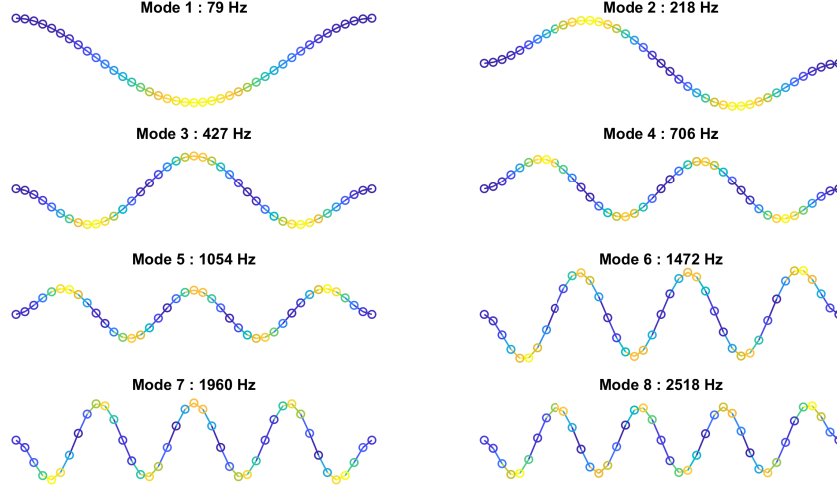 Mode 1 : 79 Hz
Mode 2 : 218 Hz
Mode 3 : 427 Hz
Mode 4 : 706 Hz
Mode 5 : 1054 Hz
Mode 6 : 1472 Hz
Mode 7 : 1960 Hz
Mode 8 : 2518 Hz